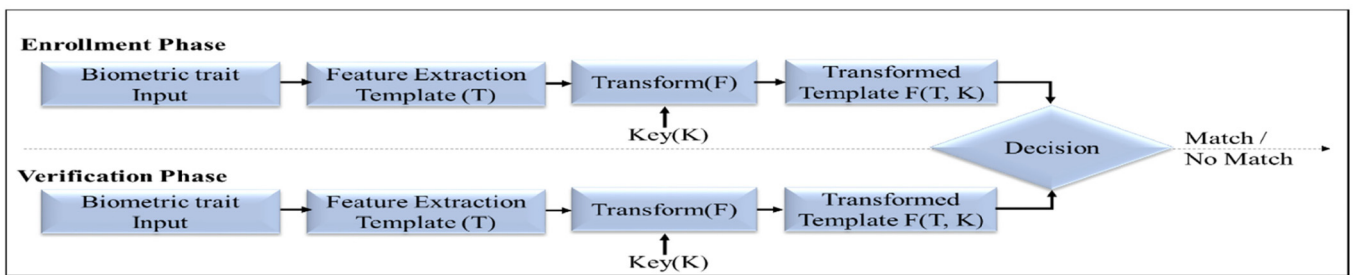 Enrollment Phase
Biometric trait
Input
Feature Extraction
Template (T)
Transform(F)
Transformed
Template F(T, K)
Key(K)
Decision
Match /
No Match
Verification Phase
Biometric trait
Input
Feature Extraction
Template (T)
Transform(F)
Transformed
Template F(T, K)
Key(K)